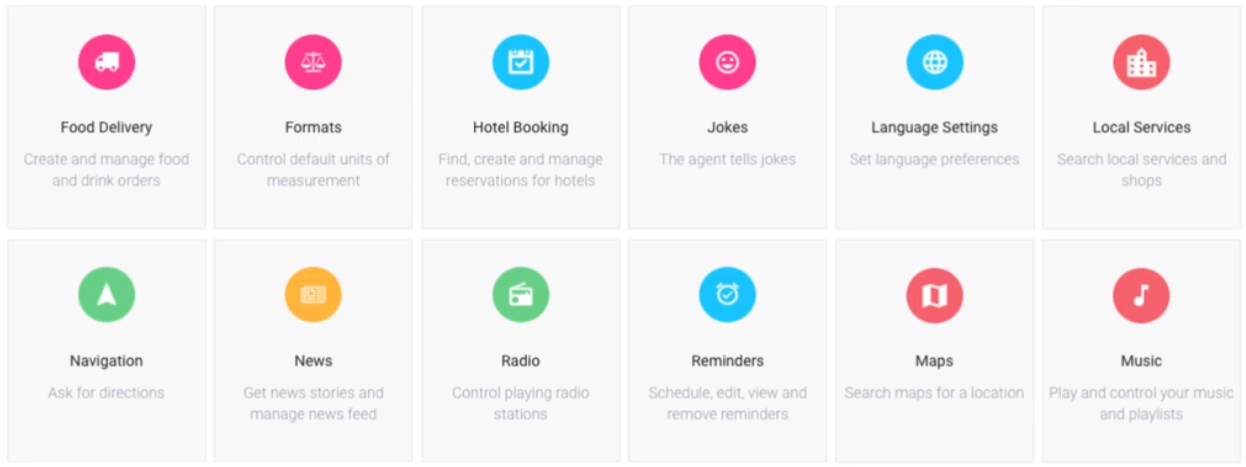 Food Delivery
Create and manage food
and drink orders
Formats
Control default units of
measurement
Hotel Booking
Find, create and manage
reservations for hotels
Jokes
The agent tells jokes
Language Settings
Set language preferences
Local Services
Search local services and
shops
Navigation
Ask for directions
News
Get news stories and
manage news feed
Radio
Control playing radio
stations
Reminders
Schedule, edit, view and
remove reminders
Maps
Search maps for a location
Music
Play and control your music
and playlists